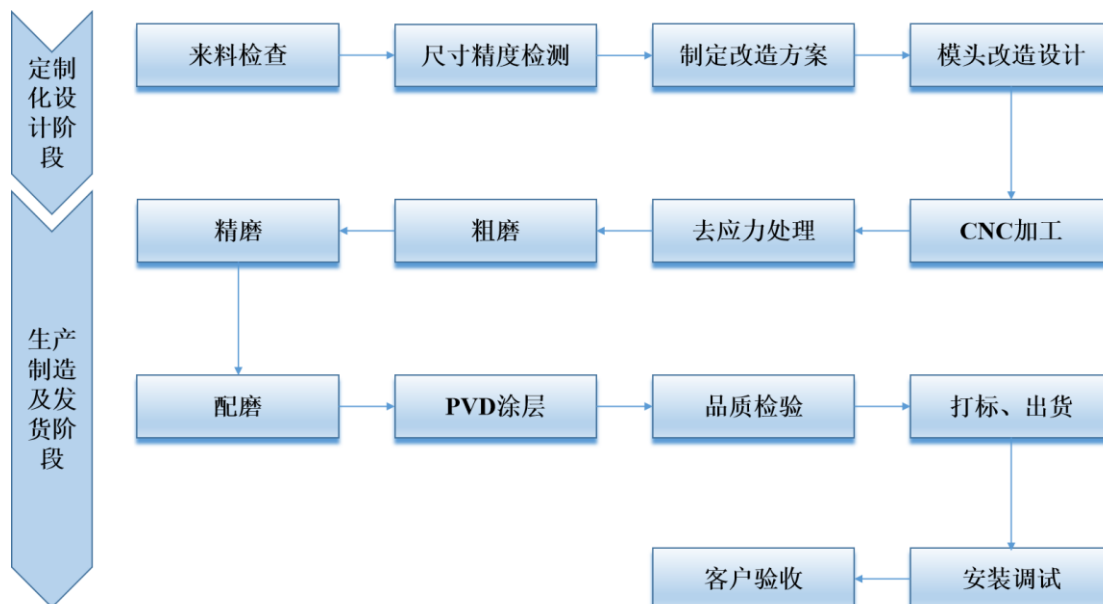 定制
化设
计阶
段
来料检查
尺寸精度检测
制定改造方案
模头改造设计
生产
制造
及发
货阶
段
精磨
粗磨
去应力处理
CNC加工
配磨
PVD涂层
品质检验
打标、出货
客户验收
安装调试